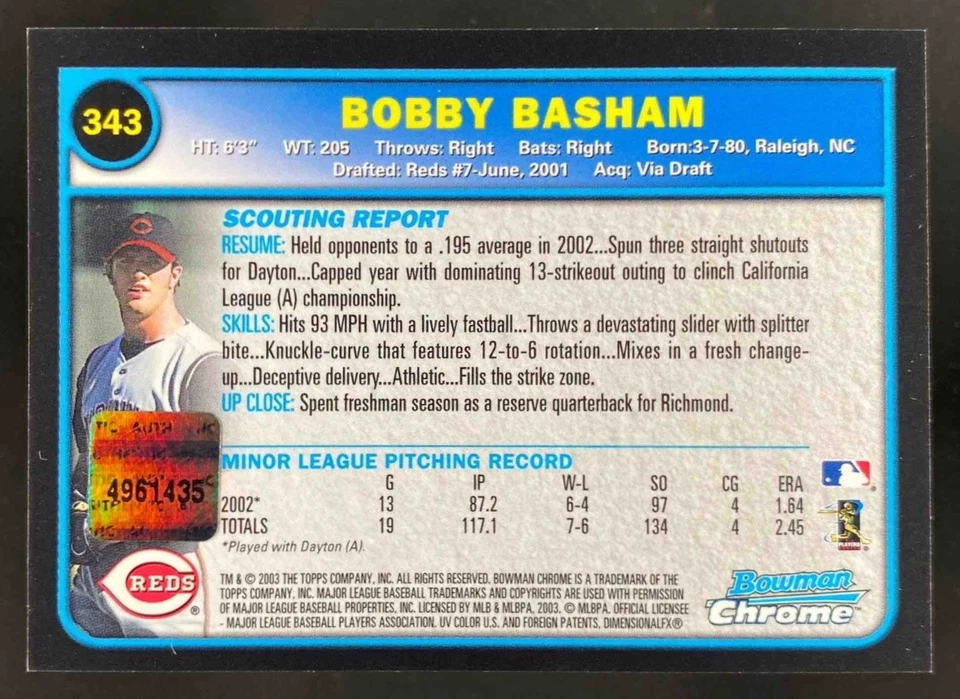 343
BOBBY BASHAM
HT: 6'3" WT: 205 Throws: Right Bats: Right Born:3-7-80, Raleigh, NC
Drafted: Reds #7-June, 2001 Acq: Via Draft
SCOUTING REPORT
RESUME: Held opponents to a .195 average in 2002...Spun three straight shutouts
for Dayton...Capped year with dominating 13-strikeout outing to clinch California
League (A) championship.
SKILLS: Hits 93 MPH with a lively fastball...Throws a devastating slider with splitter
bite...Knuckle-curve that features 12-to-6 rotation...Mixes in a fresh change-
up...Deceptive delivery...Athletic...Fills the strike zone.
UP CLOSE: Spent freshman season as a reserve quarterback for Richmond.
4961435
MINOR LEAGUE PITCHING RECORD
G IP W-L SO CG ERA
2002* 13 87.2 6-4 97 4 1.64
TOTALS 19 117.1 7-6 134 4 2.45
*Played with Dayton (A).
REDS ®
TM & © 2003 THE TOPPS COMPANY, INC. ALL RIGHTS RESERVED. BOWMAN CHROME IS A TRADEMARK OF THE
TOPPS COMPANY, INC. MAJOR LEAGUE BASEBALL TRADEMARKS AND COPYRIGHTS ARE USED WITH PERMISSION
OF MAJOR LEAGUE BASEBALL PROPERTIES, INC. LICENSED BY MLB & MLBPA, 2003. © MLBPA. OFFICIAL LICENSEE
- MAJOR LEAGUE BASEBALL PLAYERS ASSOCIATION. UV COLOR U.S. AND FOREIGN PATENTS, DIMENSIONALFX®
Bowman
Chrome